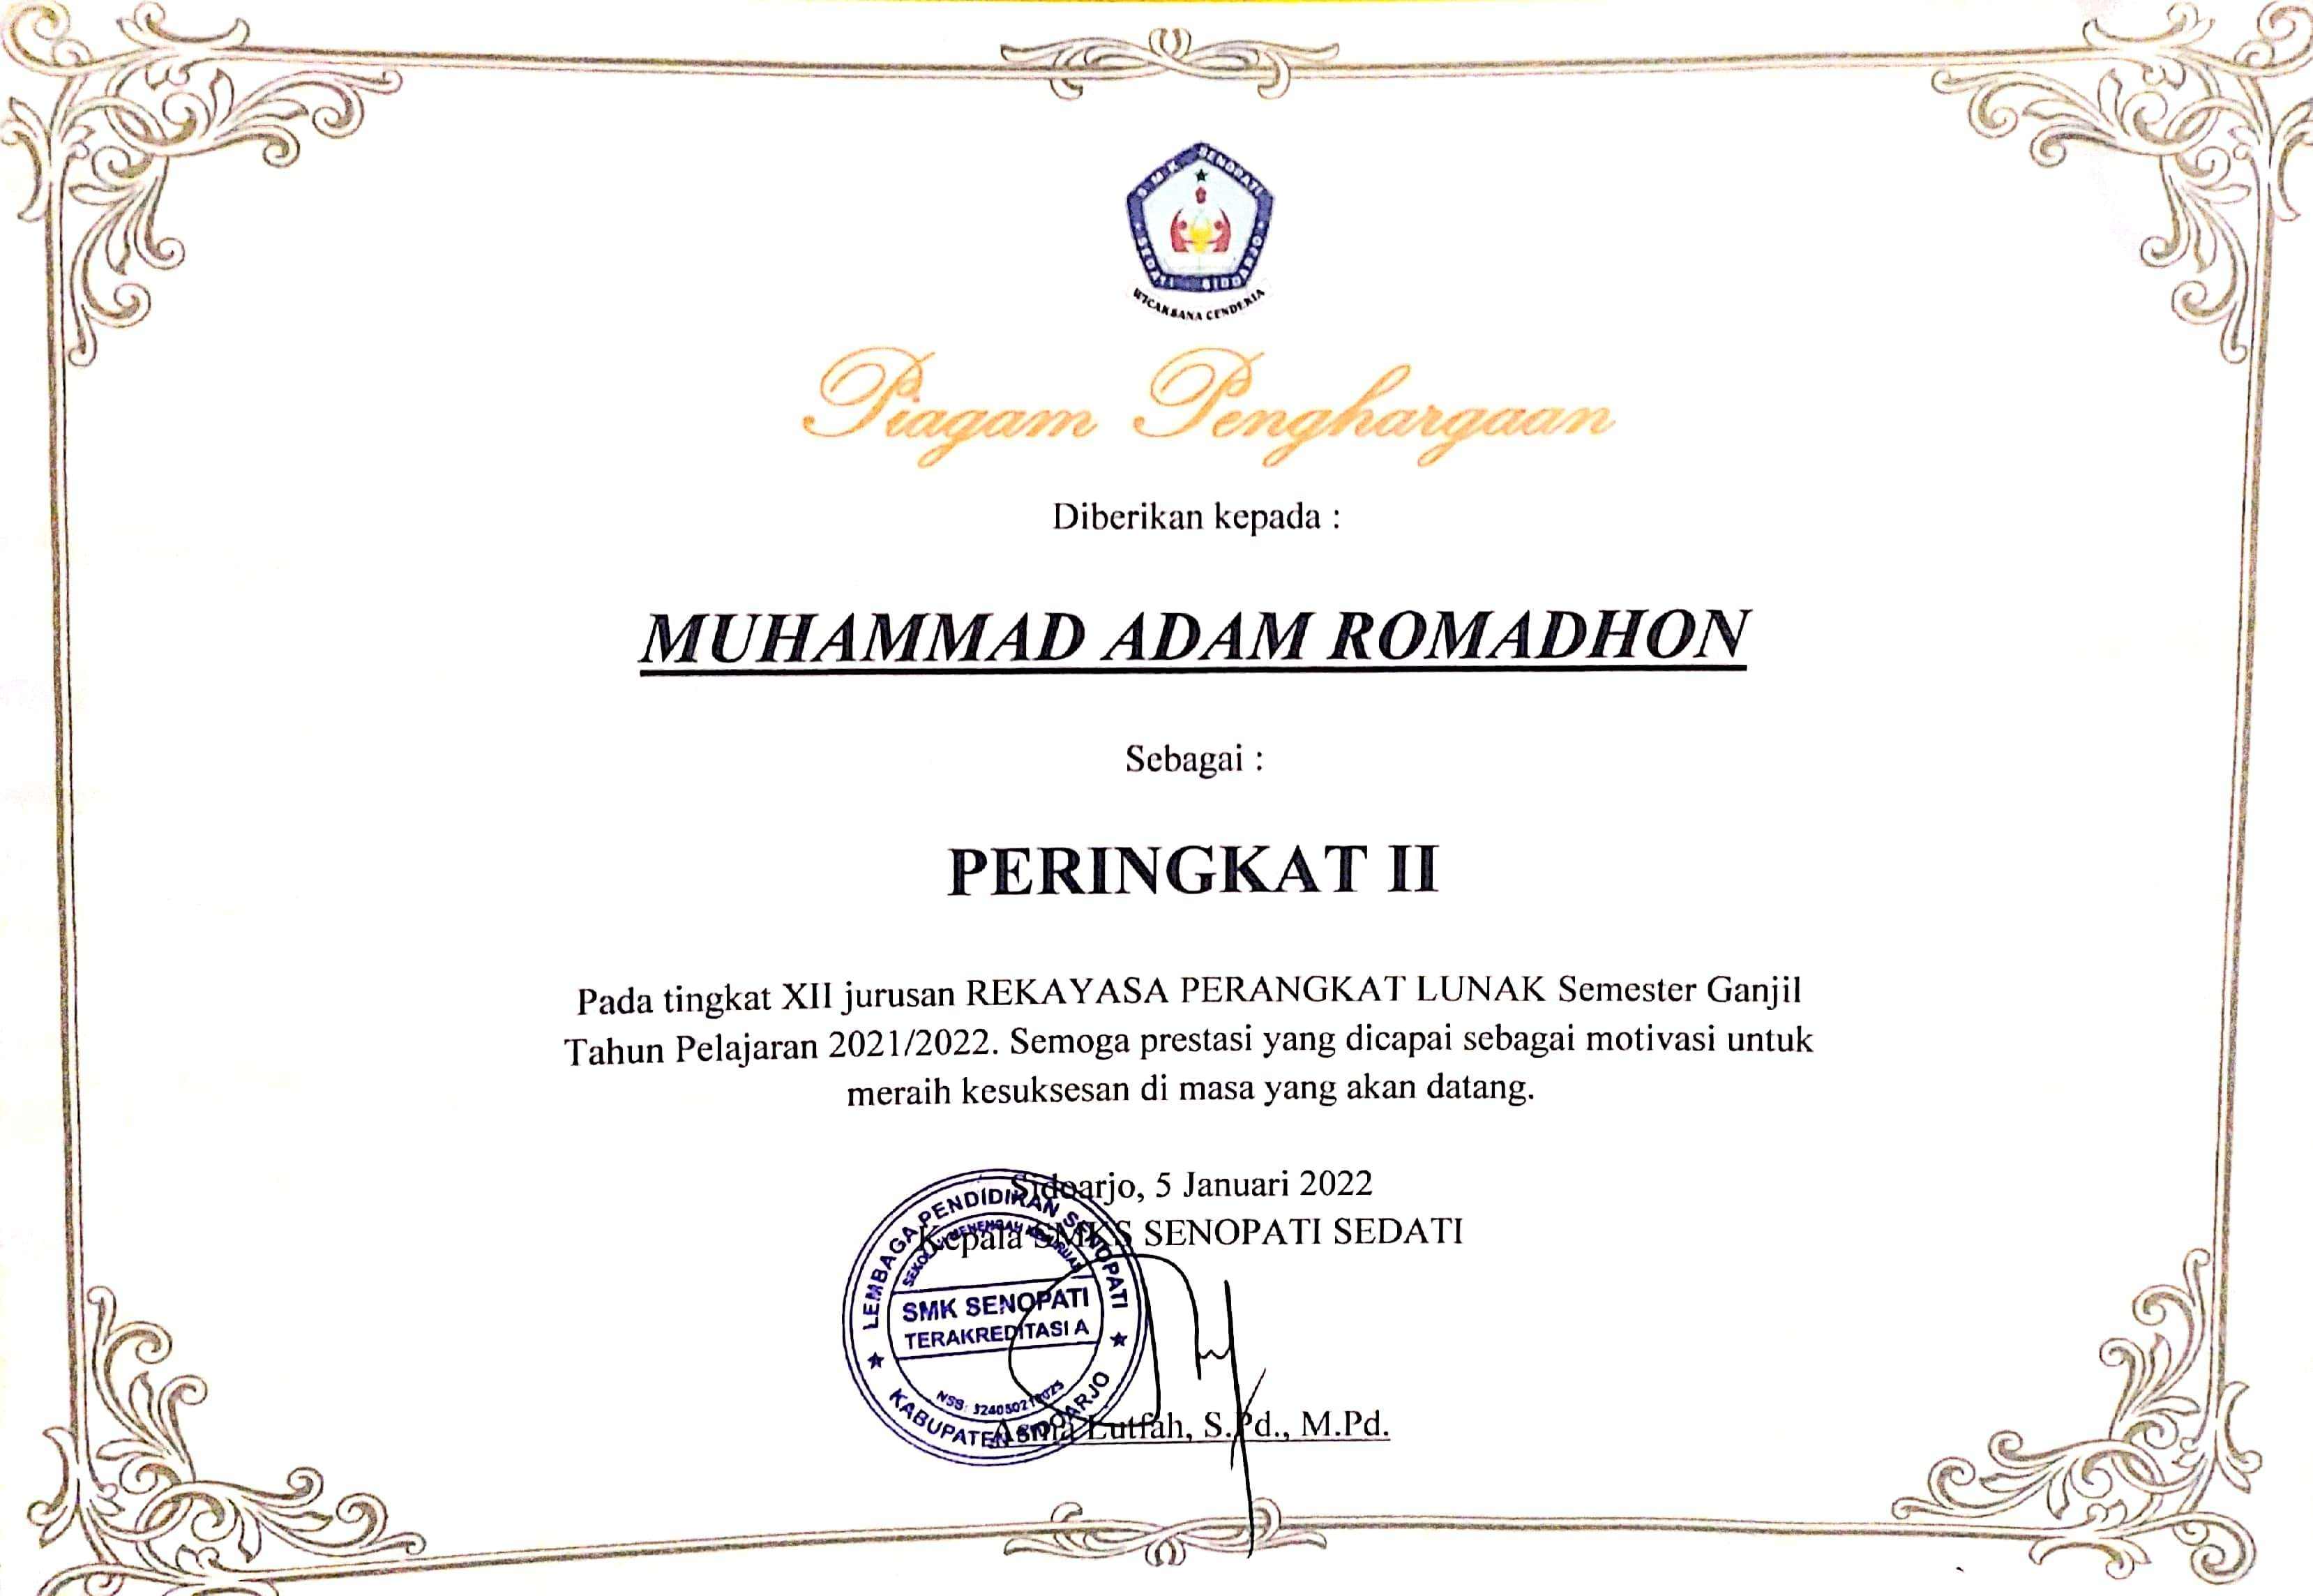 SMK SENOPATI
SEDATI - SIDOARJO
WICAKSANA CENDEKIA
Piagam Penghargaan
Diberikan kepada :
MUHAMMAD ADAM ROMADHON
Sebagai :
PERINGKAT II
Pada tingkat XII jurusan REKAYASA PERANGKAT LUNAK Semester Ganjil
Tahun Pelajaran 2021/2022. Semoga prestasi yang dicapai sebagai motivasi untuk
meraih kesuksesan di masa yang akan datang.
Sidoarjo, 5 Januari 2022
Kepala SMKS SENOPATI SEDATI
LEMBAGA PENDIDIKAN SENOPATI
SEKOLAH MENENGAH KEJURUAN
SMK SENOPATI
TERAKREDITASI A
NSS:
KABUPATEN SIDOARJO
Asma Lutfah, S.Pd., M.Pd.